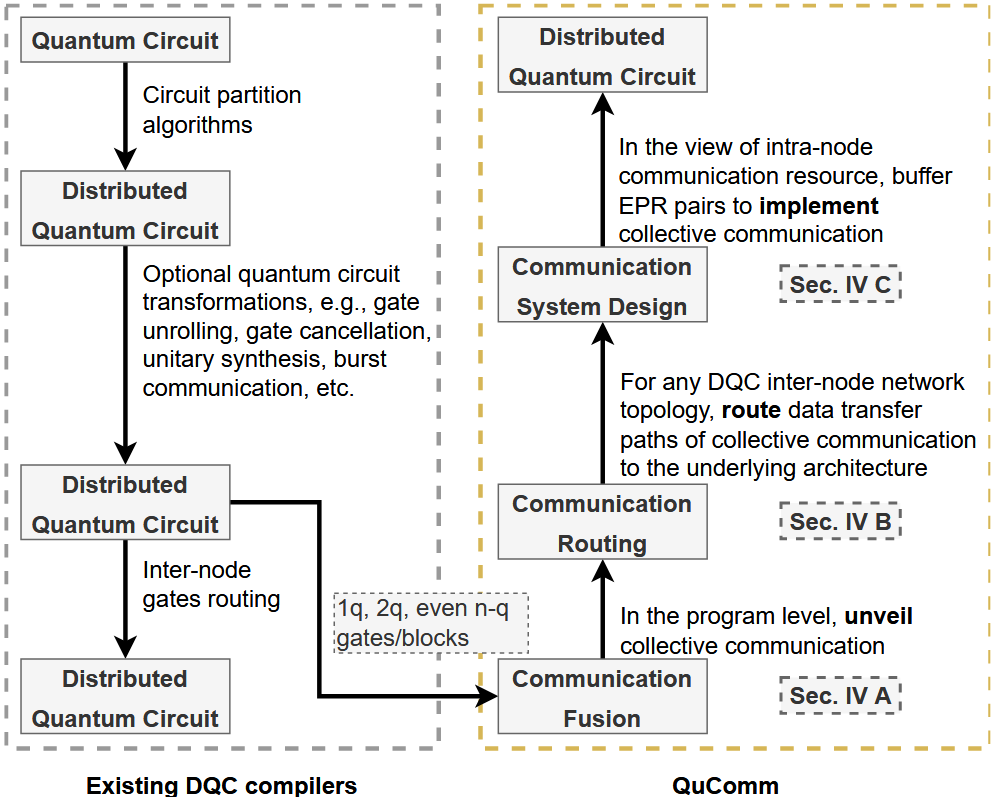 Quantum Circuit
Circuit partition
algorithms
Distributed
Quantum Circuit
Optional quantum circuit
transformations, e.g., gate
unrolling, gate cancellation,
unitary synthesis, burst
communication, etc.
Distributed
Quantum Circuit
Inter-node
gates routing
1q, 2q, even n-q
gates/blocks
Distributed
Quantum Circuit
Existing DQC compilers
Distributed
Quantum Circuit
In the view of intra-node
communication resource, buffer
EPR pairs to implement
collective communication
Communication
System Design
Sec. IV C
For any DQC inter-node network
topology, route data transfer
paths of collective communication
to the underlying architecture
Communication
Routing
Sec. IV B
In the program level, unveil
collective communication
Communication
Fusion
Sec. IV A
QuComm